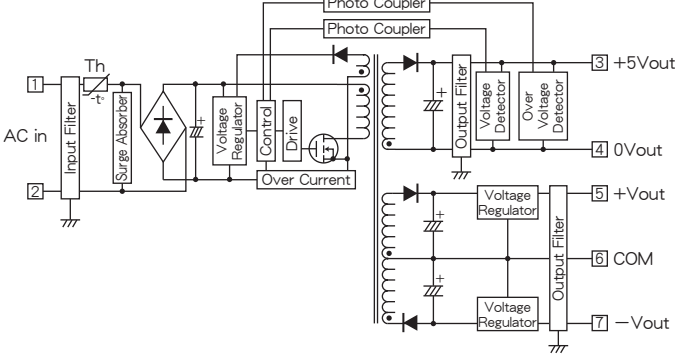 Photo Coupler
Photo Coupler
1
Th
-t°
AC in
2
Input Filter
Surge Absorber
+
Voltage
Regulator
Control
Drive
Over Current
+
Output Filter
Voltage
Detector
Over
Voltage
Detector
3 +5Vout
4 0Vout
+
+
Voltage
Regulator
Voltage
Regulator
Output Filter
5 +Vout
6 COM
7 −Vout